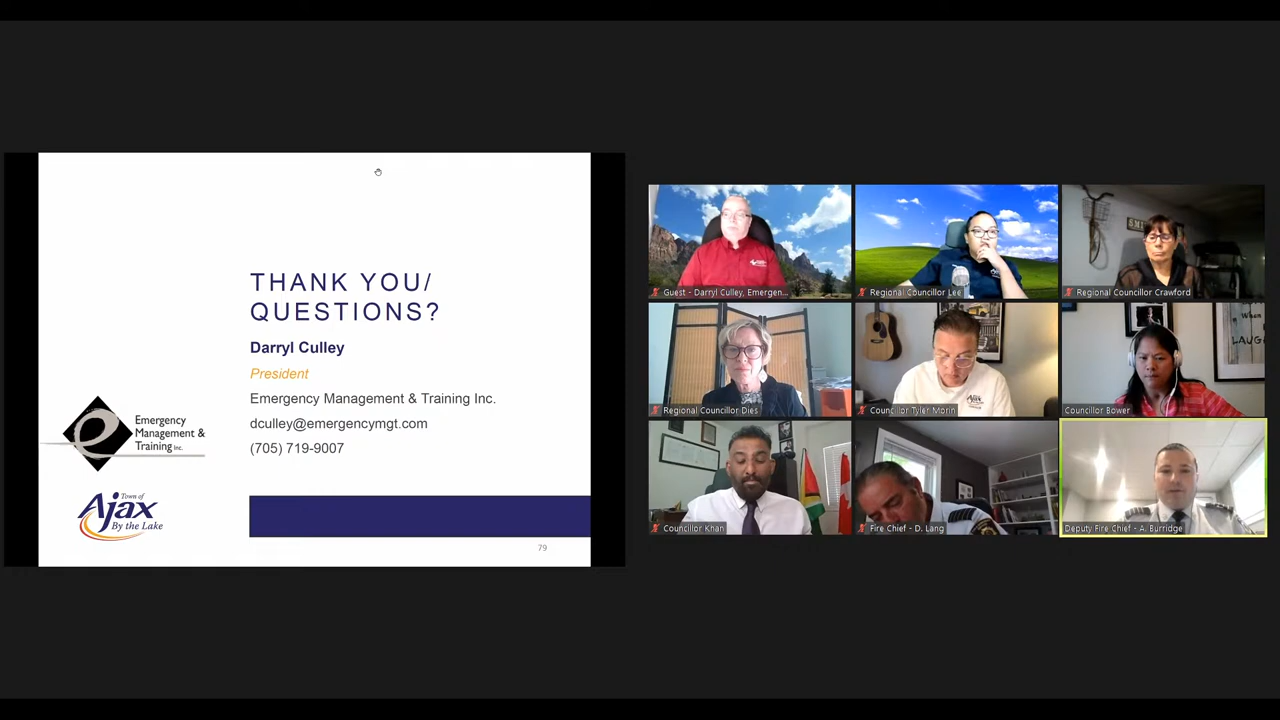 THANK YOU/
QUESTIONS?
Darryl Culley
President
Emergency Management & Training Inc.
dculley@emergencymgt.com
(705) 719-9007
e
Emergency
Management &
Training Inc.
Town of
Ajax
By the Lake
79
Guest - Darryl Culley, Emergen...
Regional Councillor Lee
Regional Councillor Crawford
Regional Councillor Dies
Councillor Tyler Morin
Councillor Bower
When
LAUG
Councillor Khan
Fire Chief - D. Lang
Deputy Fire Chief - A. Burridge